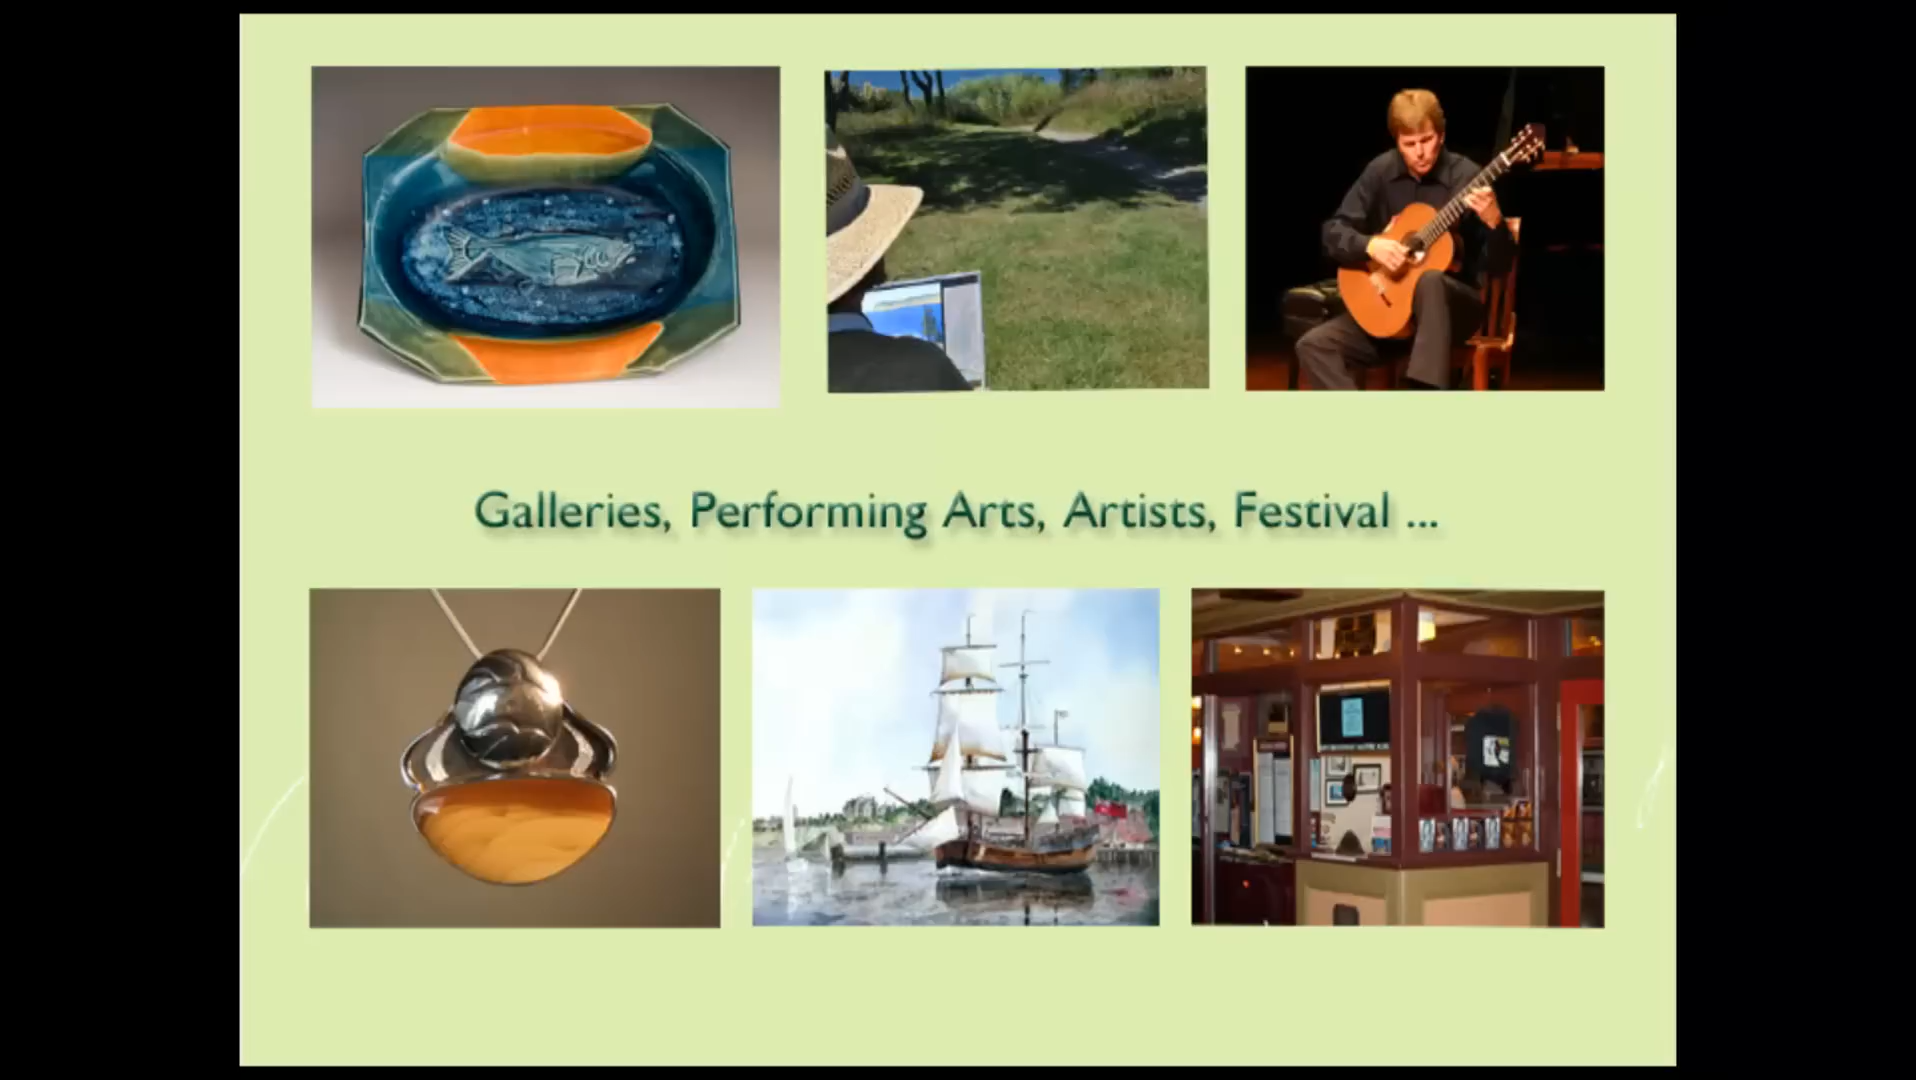 Galleries, Performing Arts, Artists, Festival ...